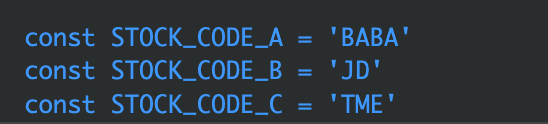 const STOCK_CODE_A = 'BABA'
const STOCK_CODE_B = 'JD'
const STOCK_CODE_C = 'TME'